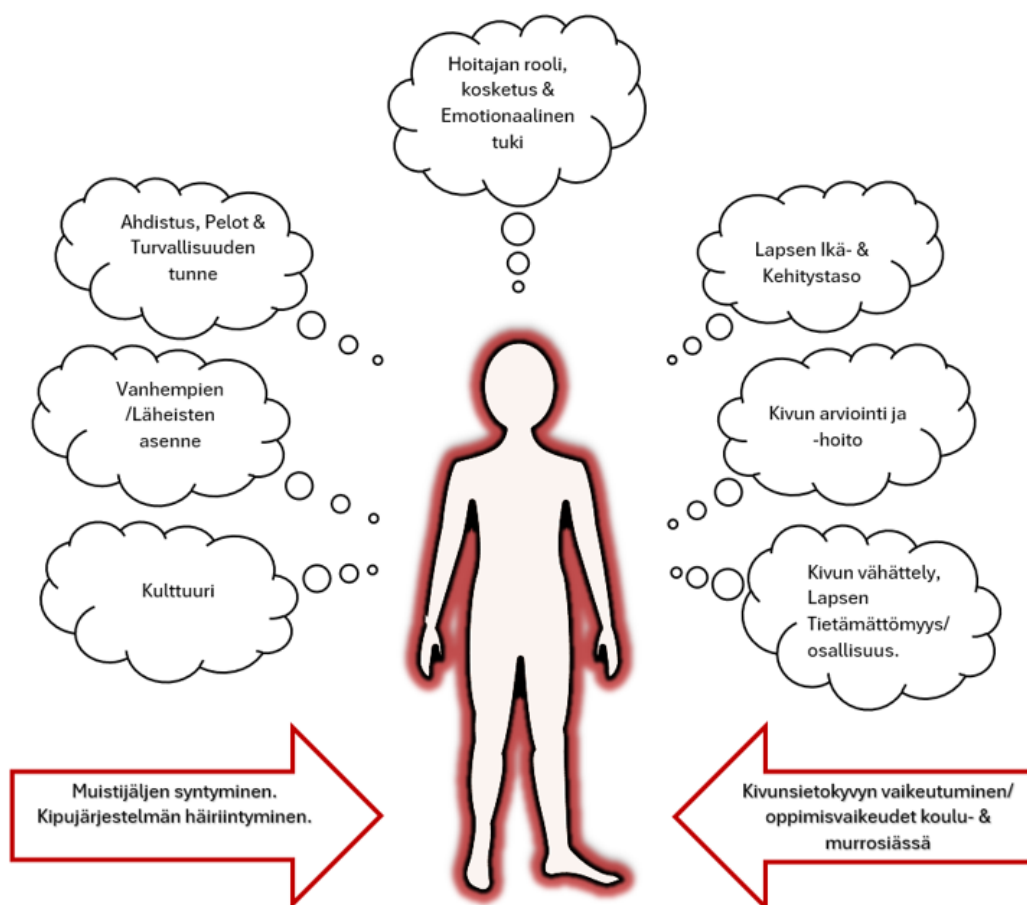 Hoitajan rooli,
kosketus &
Emotionaalinen
tuki
Ahdistus, Pelot &
Turvallisuuden
tunne
Lapsen Ikä- &
Kehitystaso
Vanhempien
/Läheisten
asenne
Kivun arviointi ja
-hoito
Kulttuuri
Kivun vähättely,
Lapsen
Tietämättömyys/
osallisuus.
Muistijäljen syntyminen.
Kipujärjestelmän häiriintyminen.
Kivunsietokyvyn vaikeutuminen/
oppimisvaikeudet koulu- &
murrosiässä